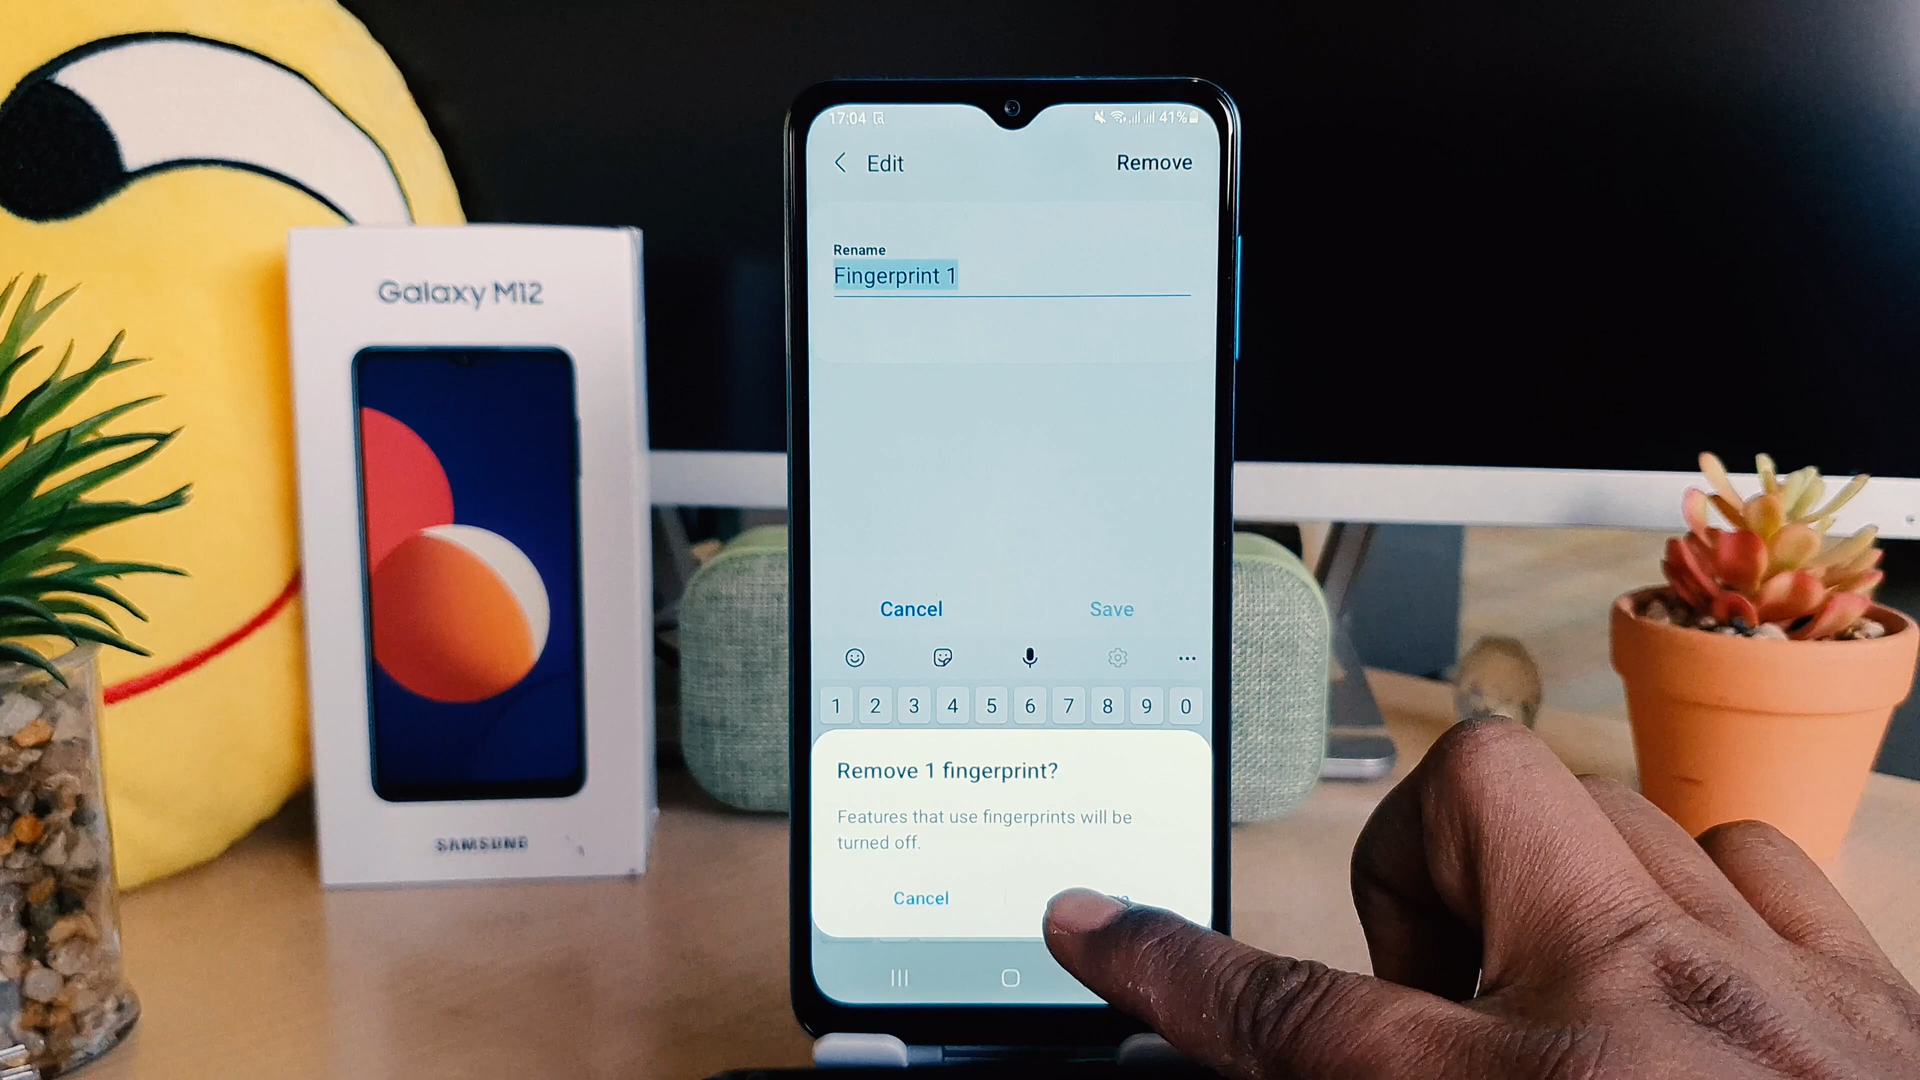 Galaxy M12
SAMSUNG
17:04
41%
Edit
Remove
Rename
Fingerprint 1
Cancel
Save
1 2 3 4 5 6 7 8 9 0
Remove 1 fingerprint?
Features that use fingerprints will be
turned off.
Cancel